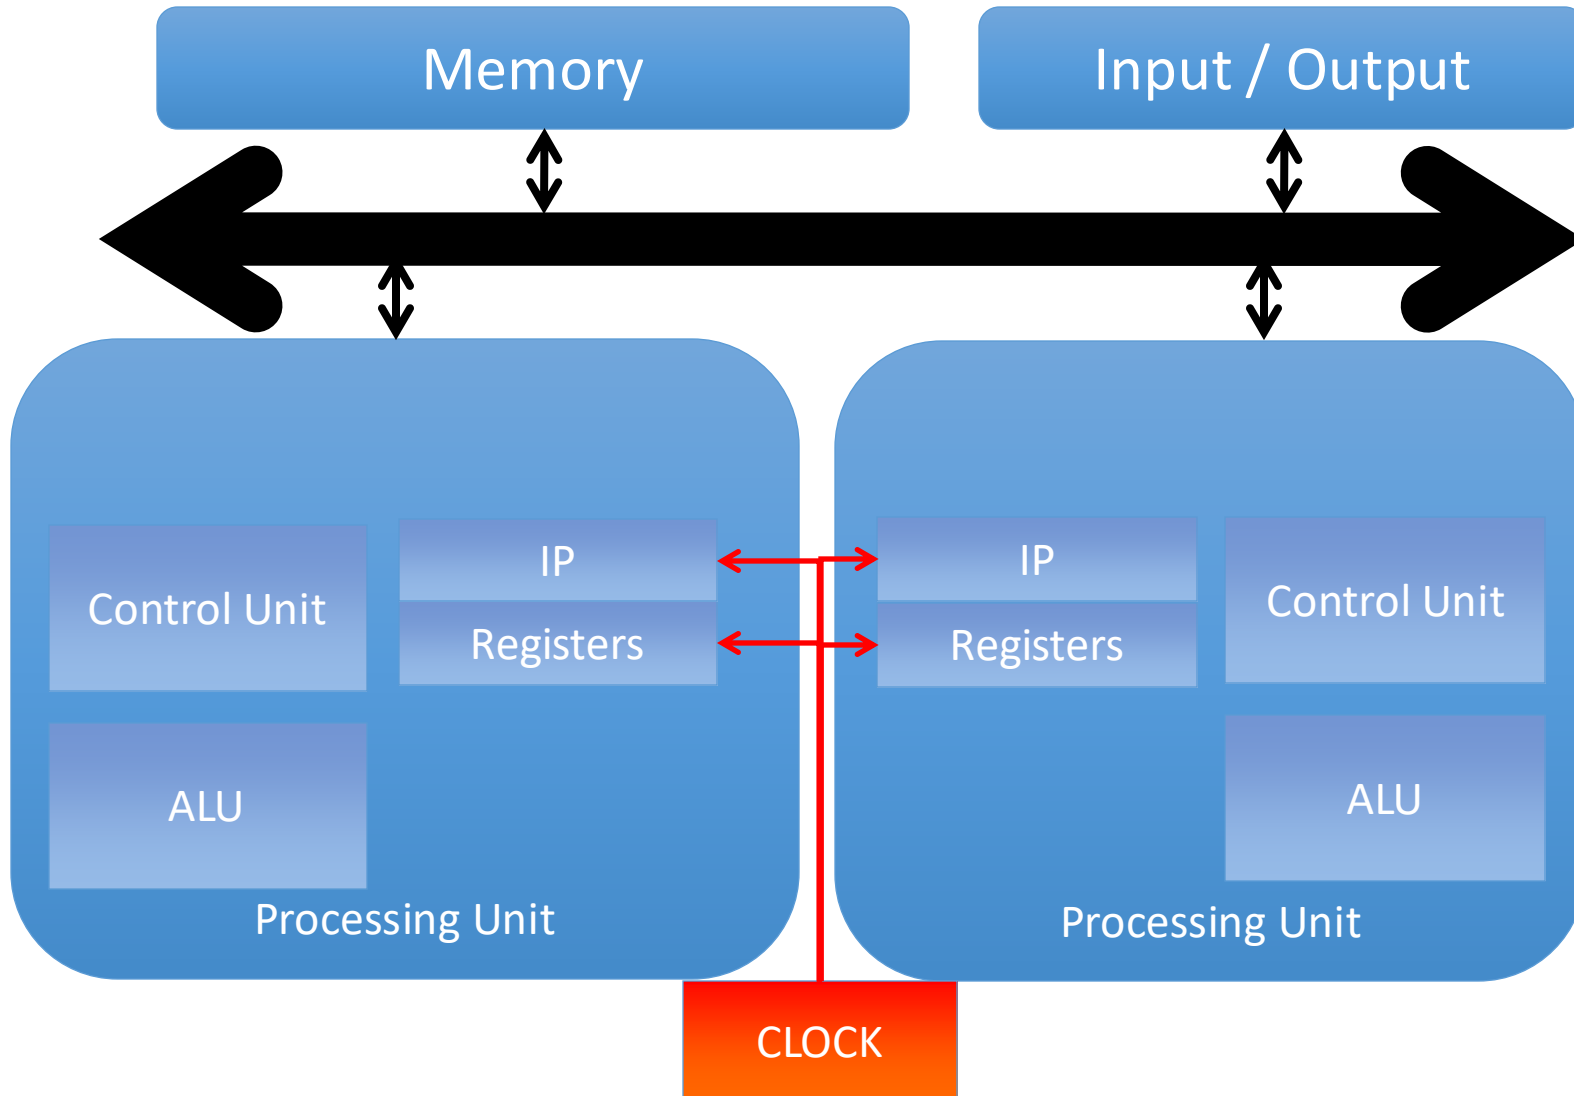 Memory
Input / Output
IP
IP
Control Unit
Control Unit
Registers
Registers
ALU
ALU
Processing Unit
Processing Unit
CLOCK